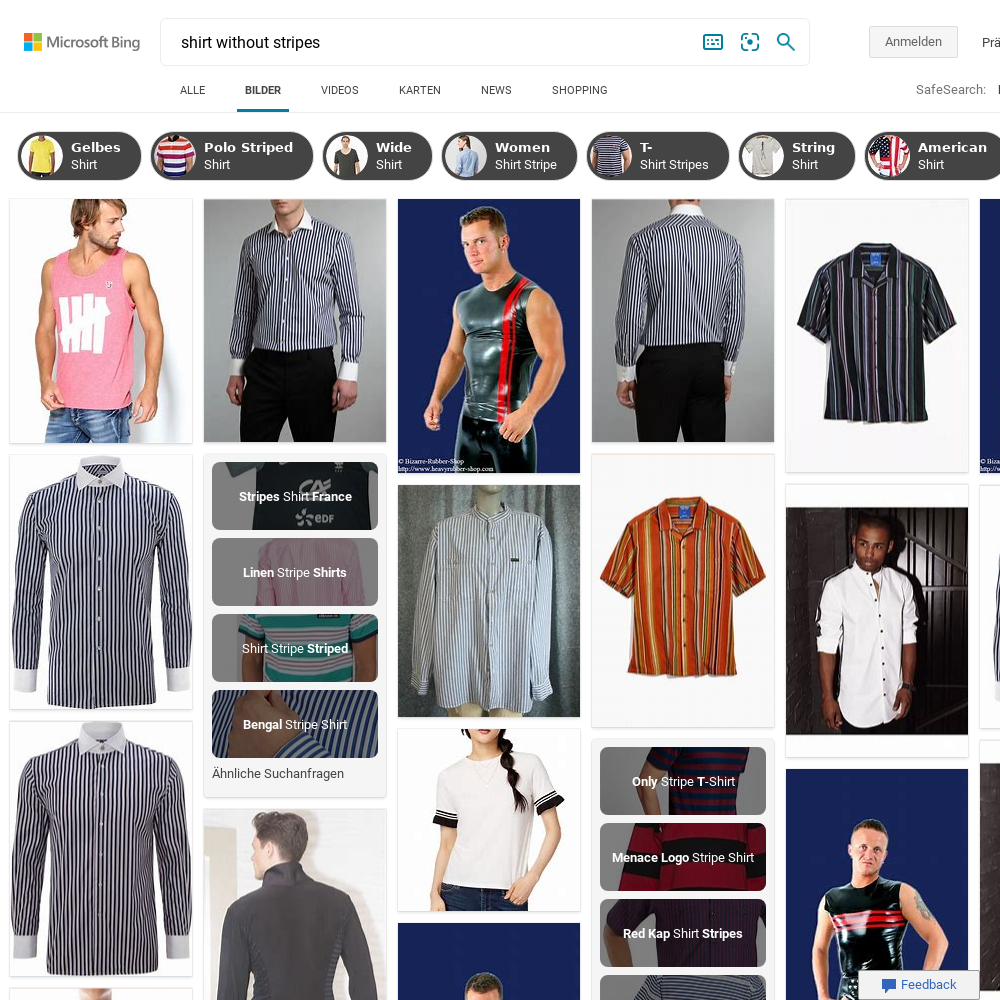 Microsoft Bing
shirt without stripes
Anmelden
Prä
ALLE
BILDER
VIDEOS
KARTEN
NEWS
SHOPPING
SafeSearch:
Gelbes
Shirt
Polo Striped
Shirt
Wide
Shirt
Women
Shirt Stripe
T-
Shirt Stripes
String
Shirt
American
Shirt
© Bizarre-Rubber-Shop
http://www.heavyrubber-shop.com
Stripes Shirt France
edf
Linen Stripe Shirts
Shirt Stripe Striped
Bengal Stripe Shirt
Ähnliche Suchanfragen
Only Stripe T-Shirt
Menace Logo Stripe Shirt
Red Kap Shirt Stripes
Feedback